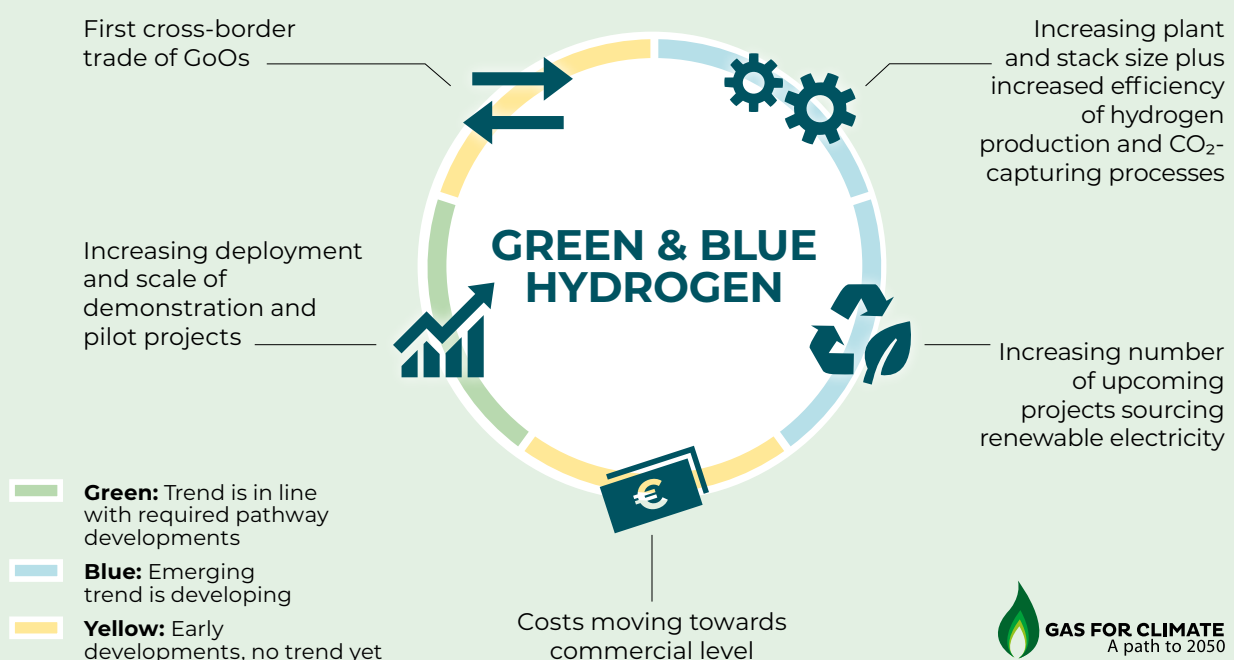 First cross-border
trade of GoOs
Increasing plant
and stack size plus
increased efficiency
of hydrogen
production and CO₂-
capturing processes
GREEN & BLUE
HYDROGEN
Increasing deployment
and scale of
demonstration and
pilot projects
Increasing number
of upcoming
projects sourcing
renewable electricity
€
Green: Trend is in line
with required pathway
developments
Blue: Emerging
trend is developing
Yellow: Early
developments, no trend yet
Costs moving towards
commercial level
GAS FOR CLIMATE
A path to 2050